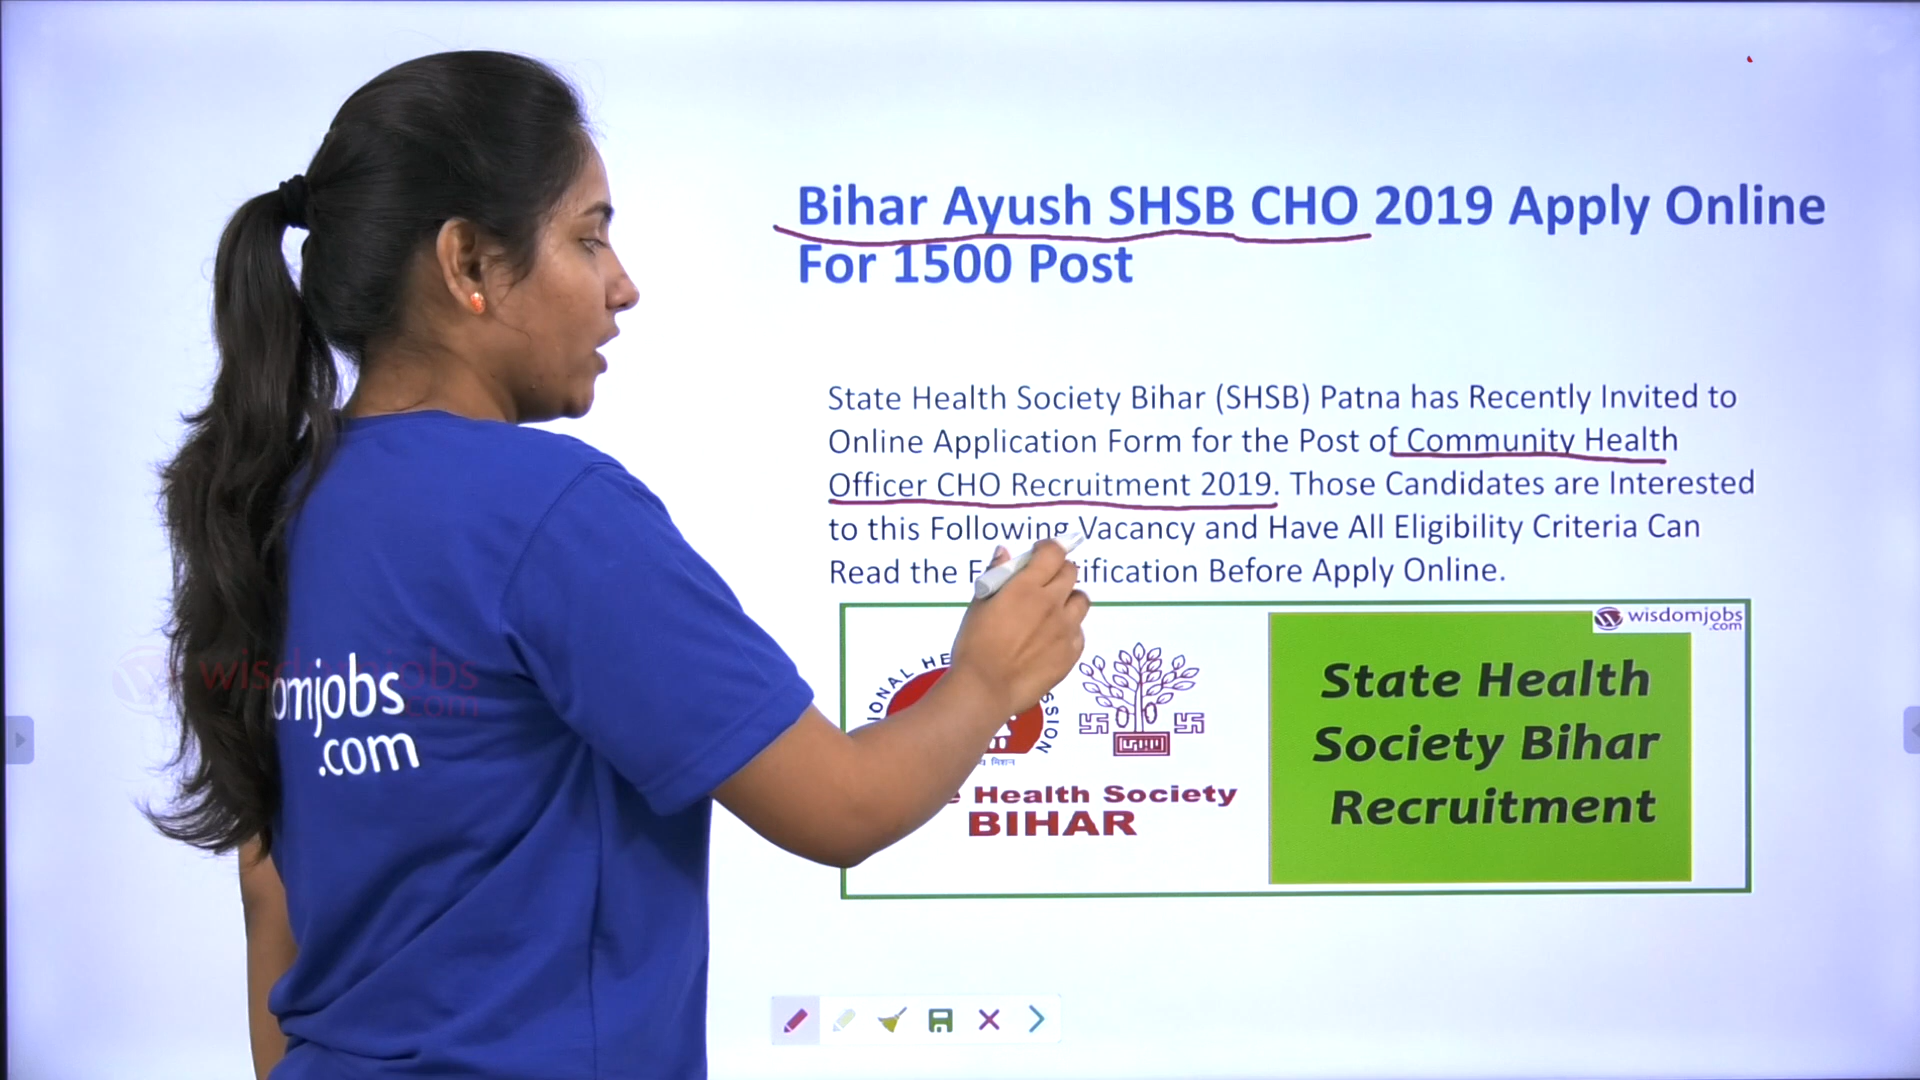 Bihar Ayush SHSB CHO 2019 Apply Online
For 1500 Post
State Health Society Bihar (SHSB) Patna has Recently Invited to
Online Application Form for the Post of Community Health
Officer CHO Recruitment 2019. Those Candidates are Interested
to this Following Vacancy and Have All Eligibility Criteria Can
Read the Before Apply Online.
wisdomjobs
.com
State Health
Society Bihar
Recruitment
Health Society
BIHAR
wisdomjobs
.com
omjobs
.com